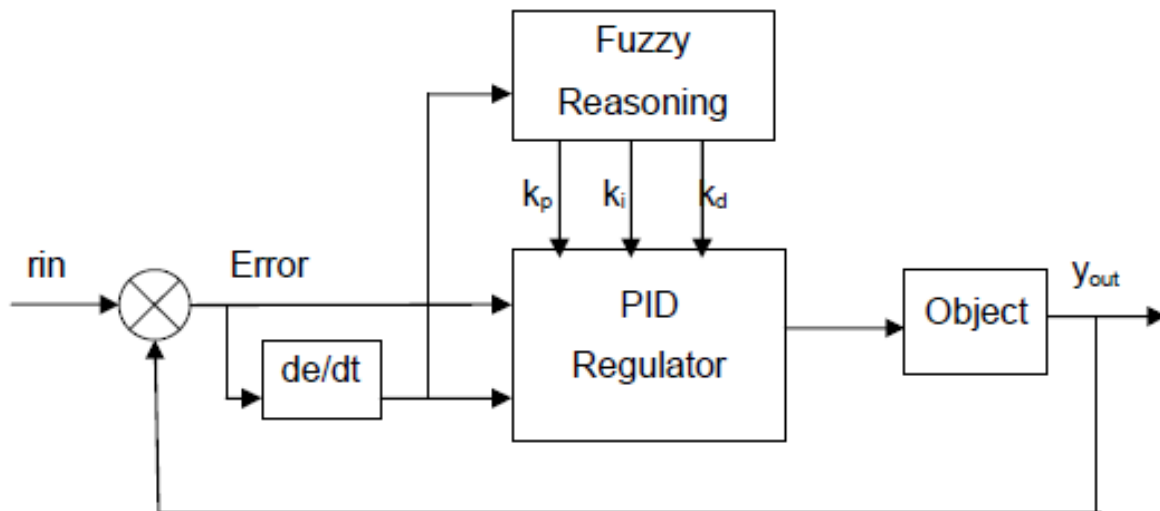 Fuzzy
Reasoning
kp
ki
kd
rin
Error
PID
Regulator
de/dt
Object
yout